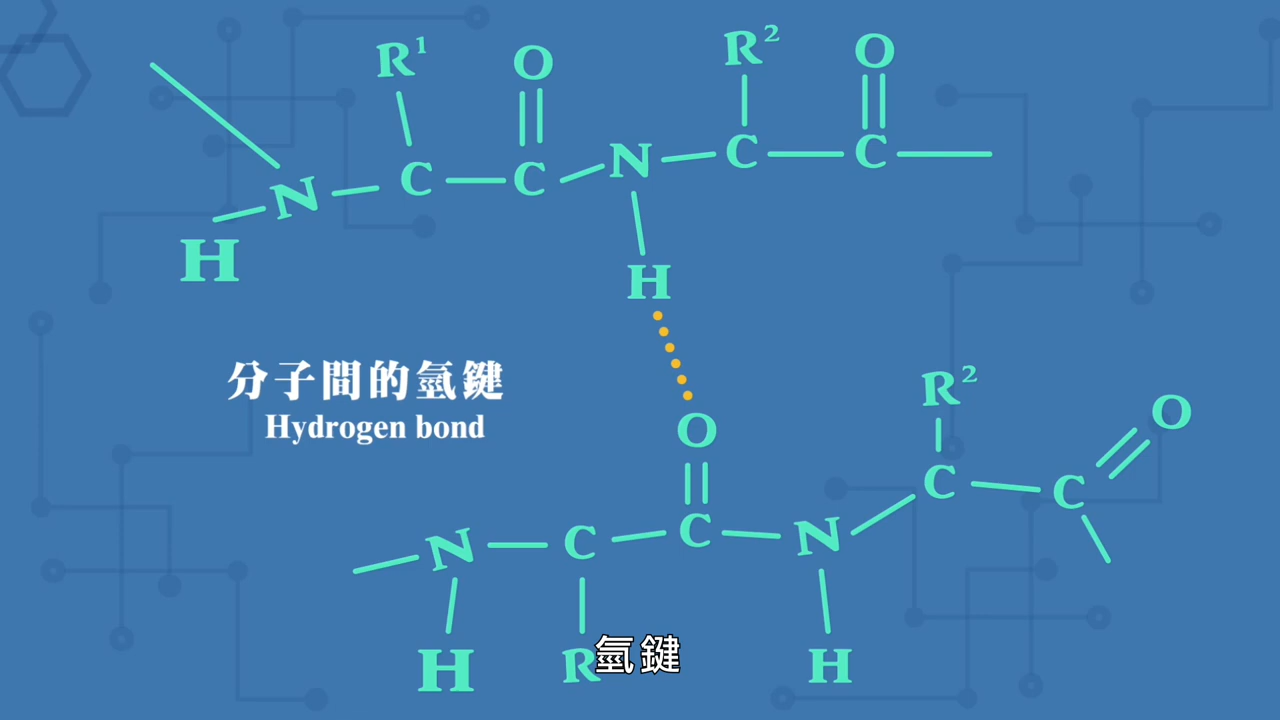 R¹ O R² O
N C C N C C
H H
分子間的氫鍵
Hydrogen bond
O R² O
N C C N C C
H R H
氫鍵